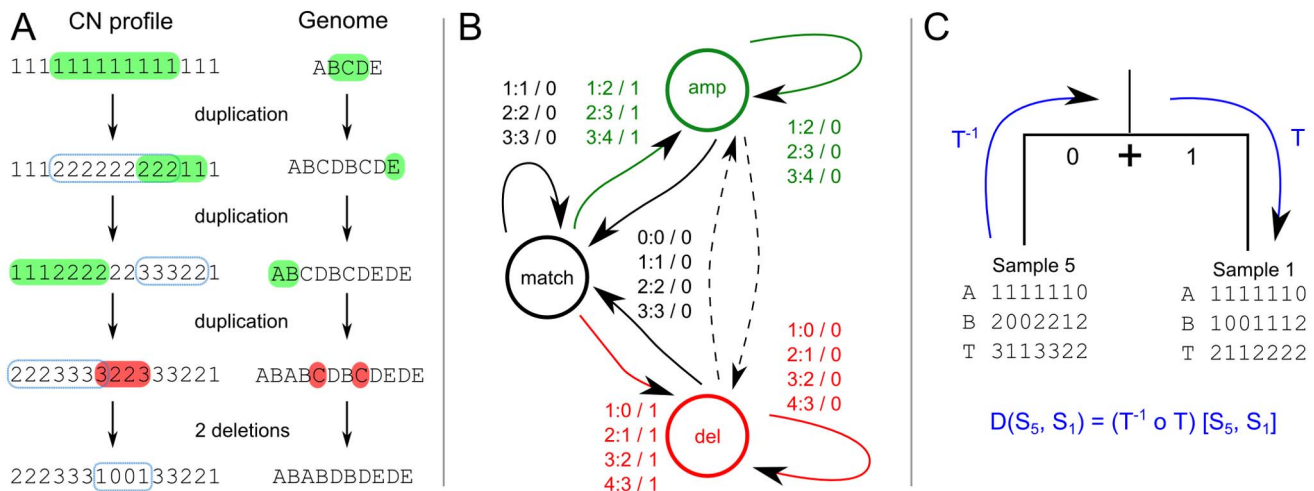 A
CN profile
Genome
111111111111111
ABCDE
duplication
111222222222111
ABCDBCDE
duplication
111222222333221
ABCDBCDEDE
duplication
222333322333221
ABABCDBCDEDE
2 deletions
222333100133221
ABABDBDEDE
B
amp
1:1 / 0
2:2 / 0
3:3 / 0
1:2 / 1
2:3 / 1
3:4 / 1
1:2 / 0
2:3 / 0
3:4 / 0
match
0:0 / 0
1:1 / 0
2:2 / 0
3:3 / 0
1:0 / 0
2:1 / 0
3:2 / 0
4:3 / 0
1:0 / 1
2:1 / 1
3:2 / 1
4:3 / 1
del
C
T-1
T
0 + 1
Sample 5
A 1111110
B 2002212
T 3113322
Sample 1
A 1111110
B 1001112
T 2112222
D(S5, S1) = (T-1 o T) [S5, S1]